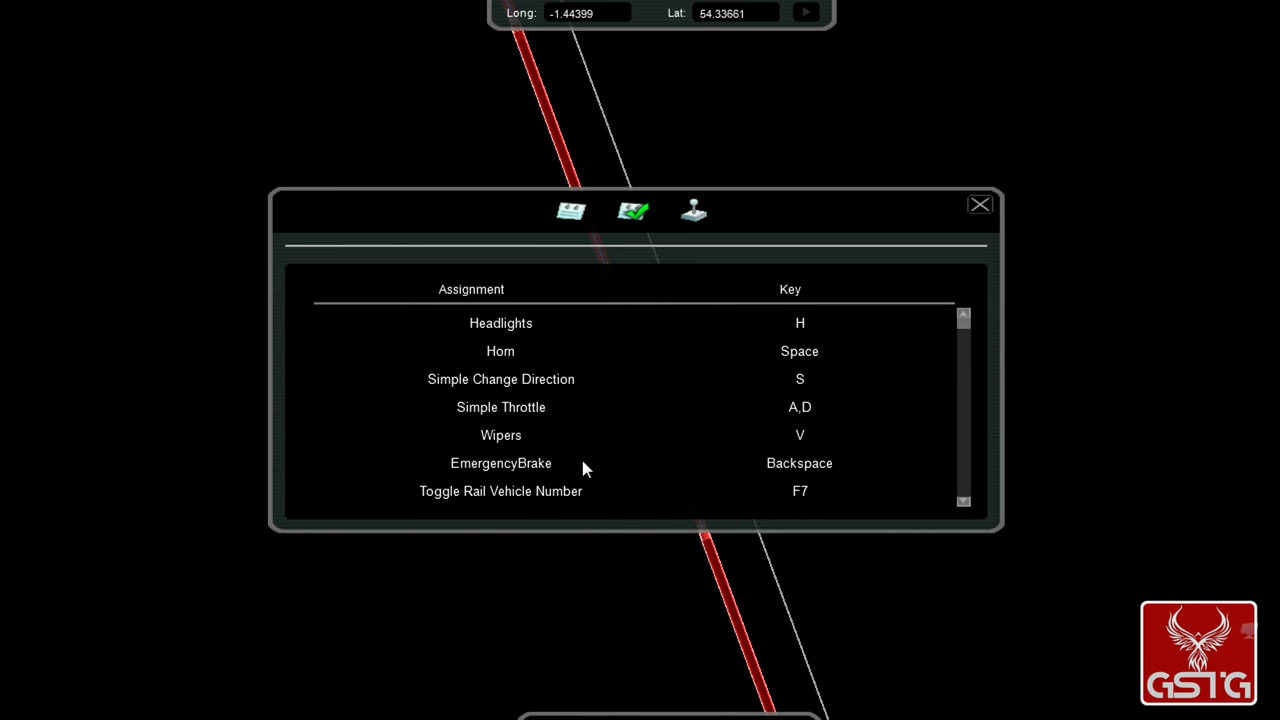 Long: -1.44399 Lat: 54.33661
Assignment Key
Headlights H
Horn Space
Simple Change Direction S
Simple Throttle A,D
Wipers V
EmergencyBrake Backspace
Toggle Rail Vehicle Number F7
GSTG